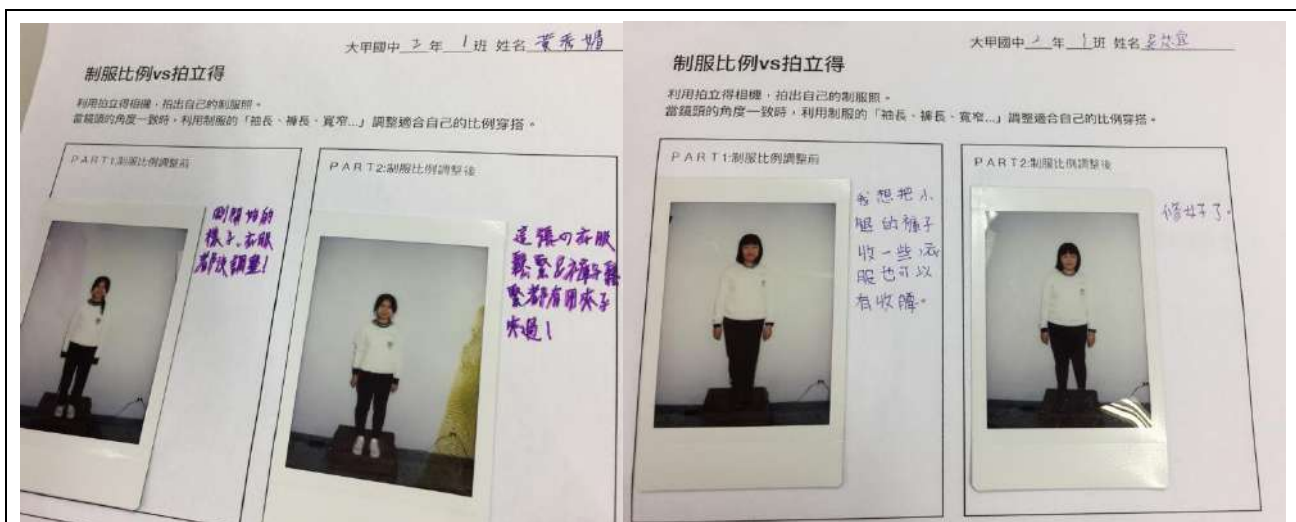 大甲國中 2 年 1 班 姓名 葉秀媚
制服比例vs拍立得
利用拍立得相機，拍出自己的制服照。
當鏡頭的角度一致時，利用制服的「袖長、褲長、寬窄...」調整適合自己的比例穿搭。
PART1:制服比例調整前
剛開始的
樣子、衣服
都沒調整！
PART2:制服比例調整後
這張的衣服
鬆緊和褲子鬆
緊都有用夾子
夾過！
大甲國中 2 年 1 班 姓名
制服比例vs拍立得
利用拍立得相機，拍出自己的制服照。
當鏡頭的角度一致時，利用制服的「袖長、褲長、寬窄...」調整適合自己的比例穿搭。
PART1:制服比例調整前
我想把小
腿的褲子
收一些，衣
服也可以
有收腰。
PART2:制服比例調整後
修好了。